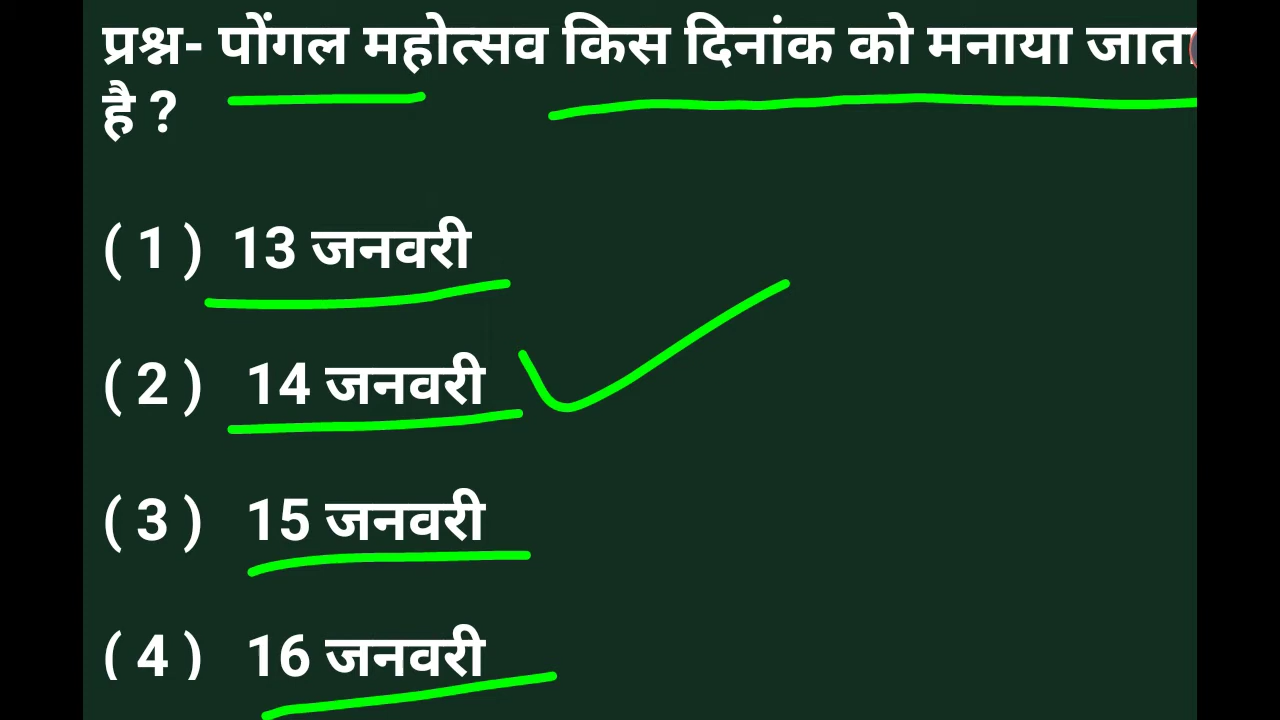 प्रश्न- पोंगल महोत्सव किस दिनांक को मनाया जाता
है ?
( 1 ) 13 जनवरी
( 2 ) 14 जनवरी
( 3 ) 15 जनवरी
( 4 ) 16 जनवरी